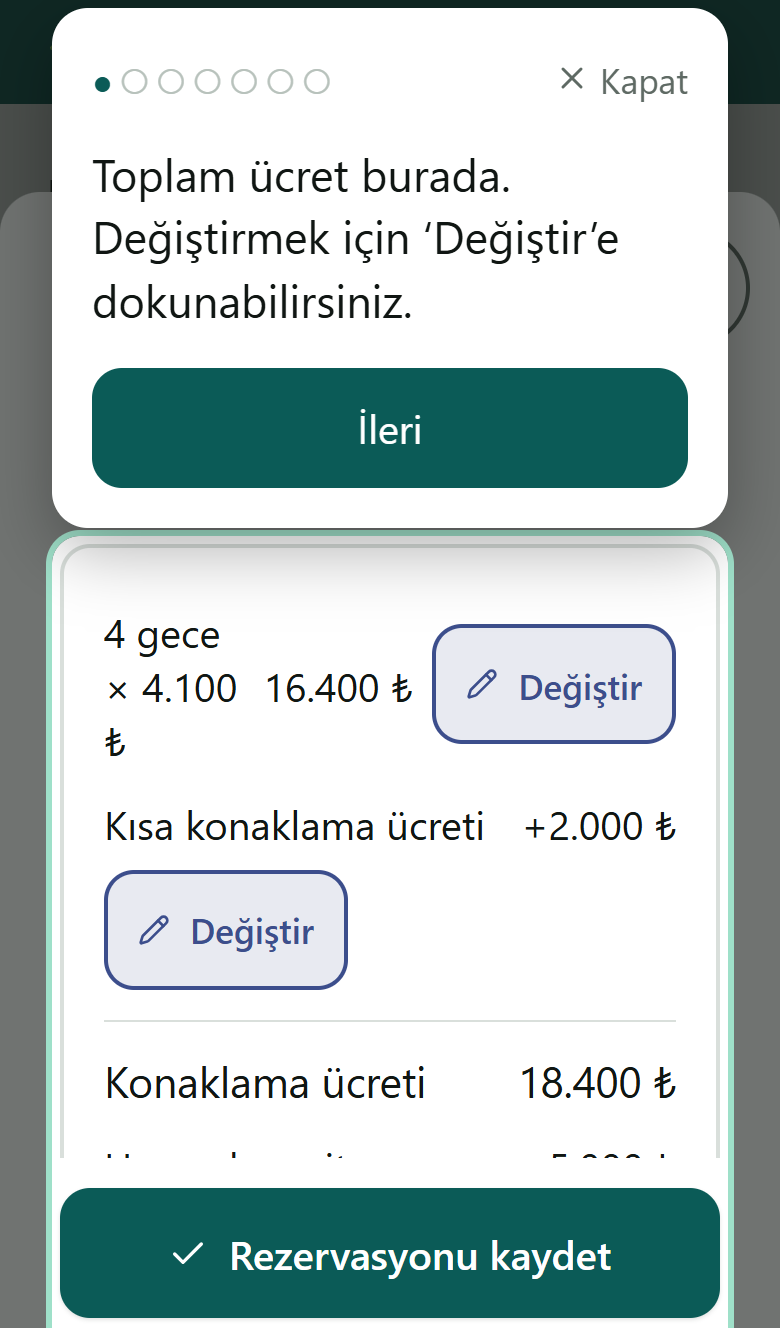 Kapat
Toplam ücret burada.
Değiştirmek için ‘Değiştir’e
dokunabilirsiniz.
İleri
4 gece
× 4.100 16.400 ₺ Değiştir
₺
Kısa konaklama ücreti +2.000 ₺
Değiştir
Konaklama ücreti 18.400 ₺
Rezervasyonu kaydet